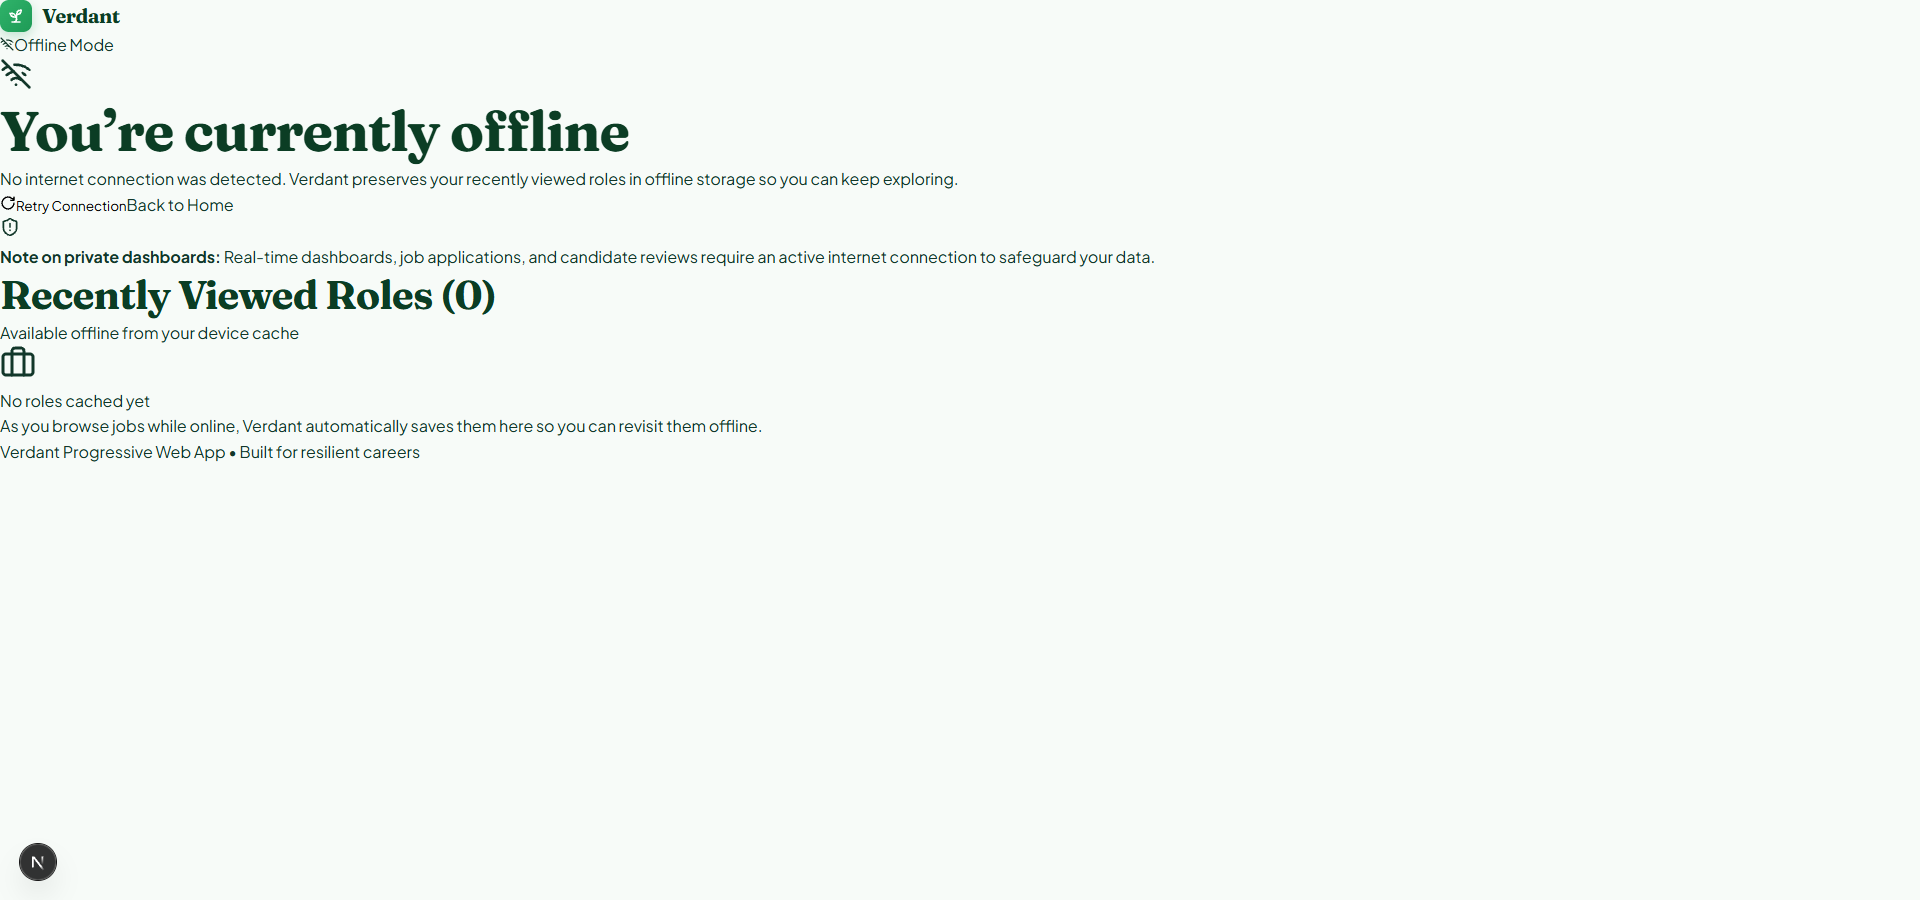 Verdant
Offline Mode
You’re currently offline
No internet connection was detected. Verdant preserves your recently viewed roles in offline storage so you can keep exploring.
Retry ConnectionBack to Home
Note on private dashboards: Real-time dashboards, job applications, and candidate reviews require an active internet connection to safeguard your data.
Recently Viewed Roles (0)
Available offline from your device cache
No roles cached yet
As you browse jobs while online, Verdant automatically saves them here so you can revisit them offline.
Verdant Progressive Web App • Built for resilient careers
N